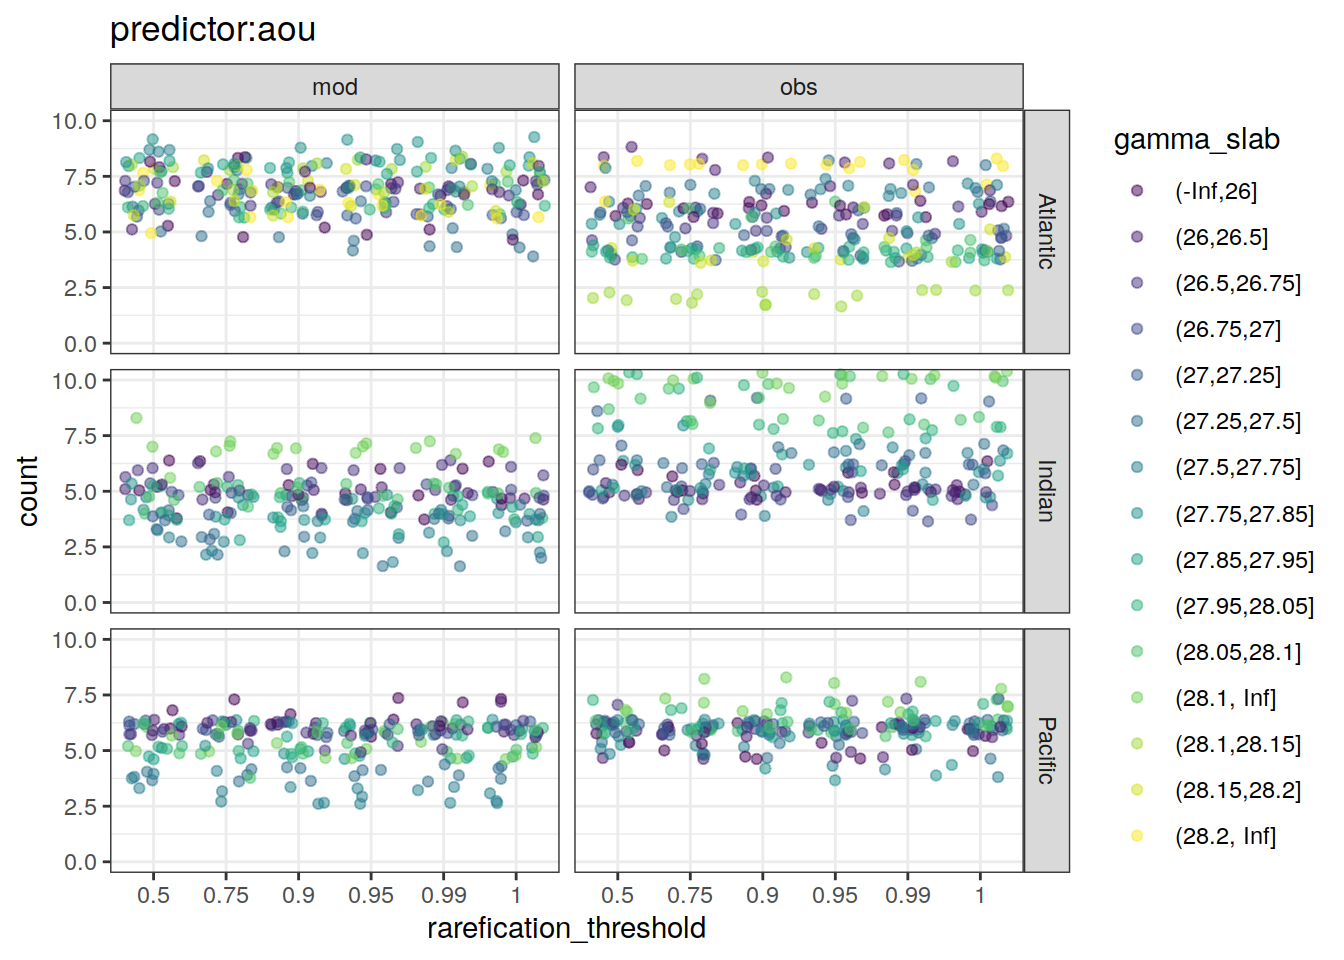 predictor:aou
mod
obs
10.0
7.5
5.0
2.5
0.0
Atlantic
10.0
7.5
5.0
2.5
0.0
Indian
10.0
7.5
5.0
2.5
0.0
Pacific
count
0.5 0.75 0.9 0.95 0.99 1
0.5 0.75 0.9 0.95 0.99 1
rarefication_threshold
gamma_slab
(-Inf,26]
(26,26.5]
(26.5,26.75]
(26.75,27]
(27,27.25]
(27.25,27.5]
(27.5,27.75]
(27.75,27.85]
(27.85,27.95]
(27.95,28.05]
(28.05,28.1]
(28.1, Inf]
(28.1,28.15]
(28.15,28.2]
(28.2, Inf]